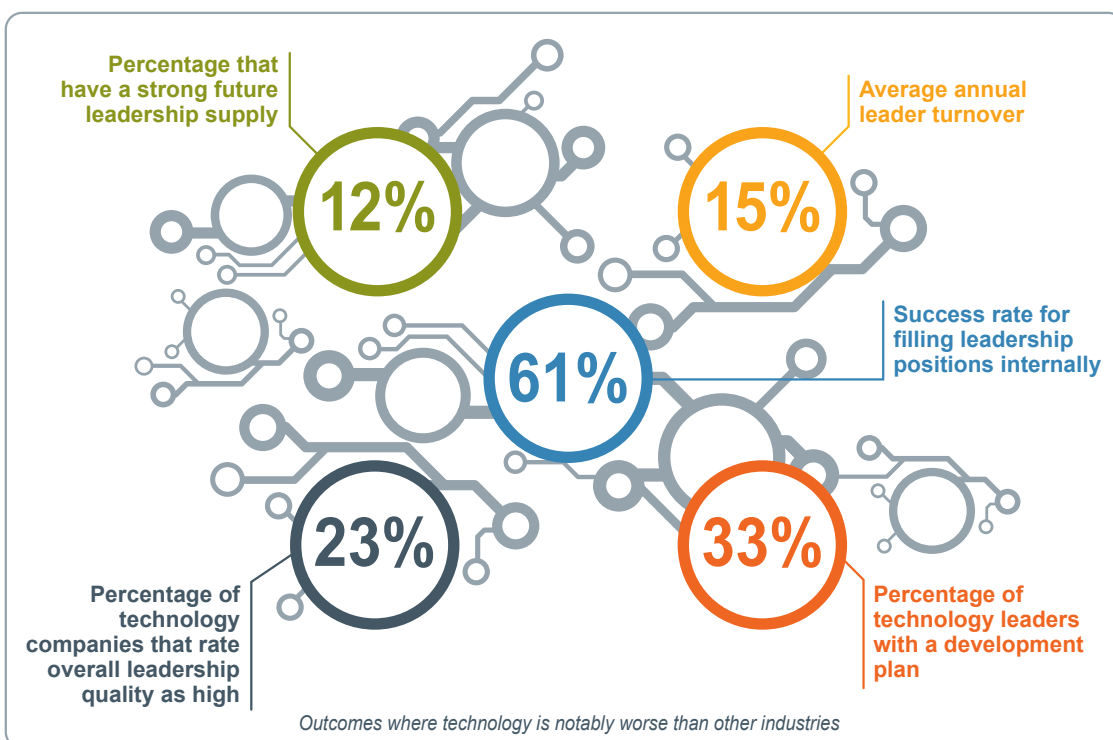 Percentage that
have a strong future
leadership supply
12%
Average annual
leader turnover
15%
Success rate for
filling leadership
positions internally
61%
23%
Percentage of
technology
companies that rate
overall leadership
quality as high
33%
Percentage of
technology leaders
with a development
plan
Outcomes where technology is notably worse than other industries